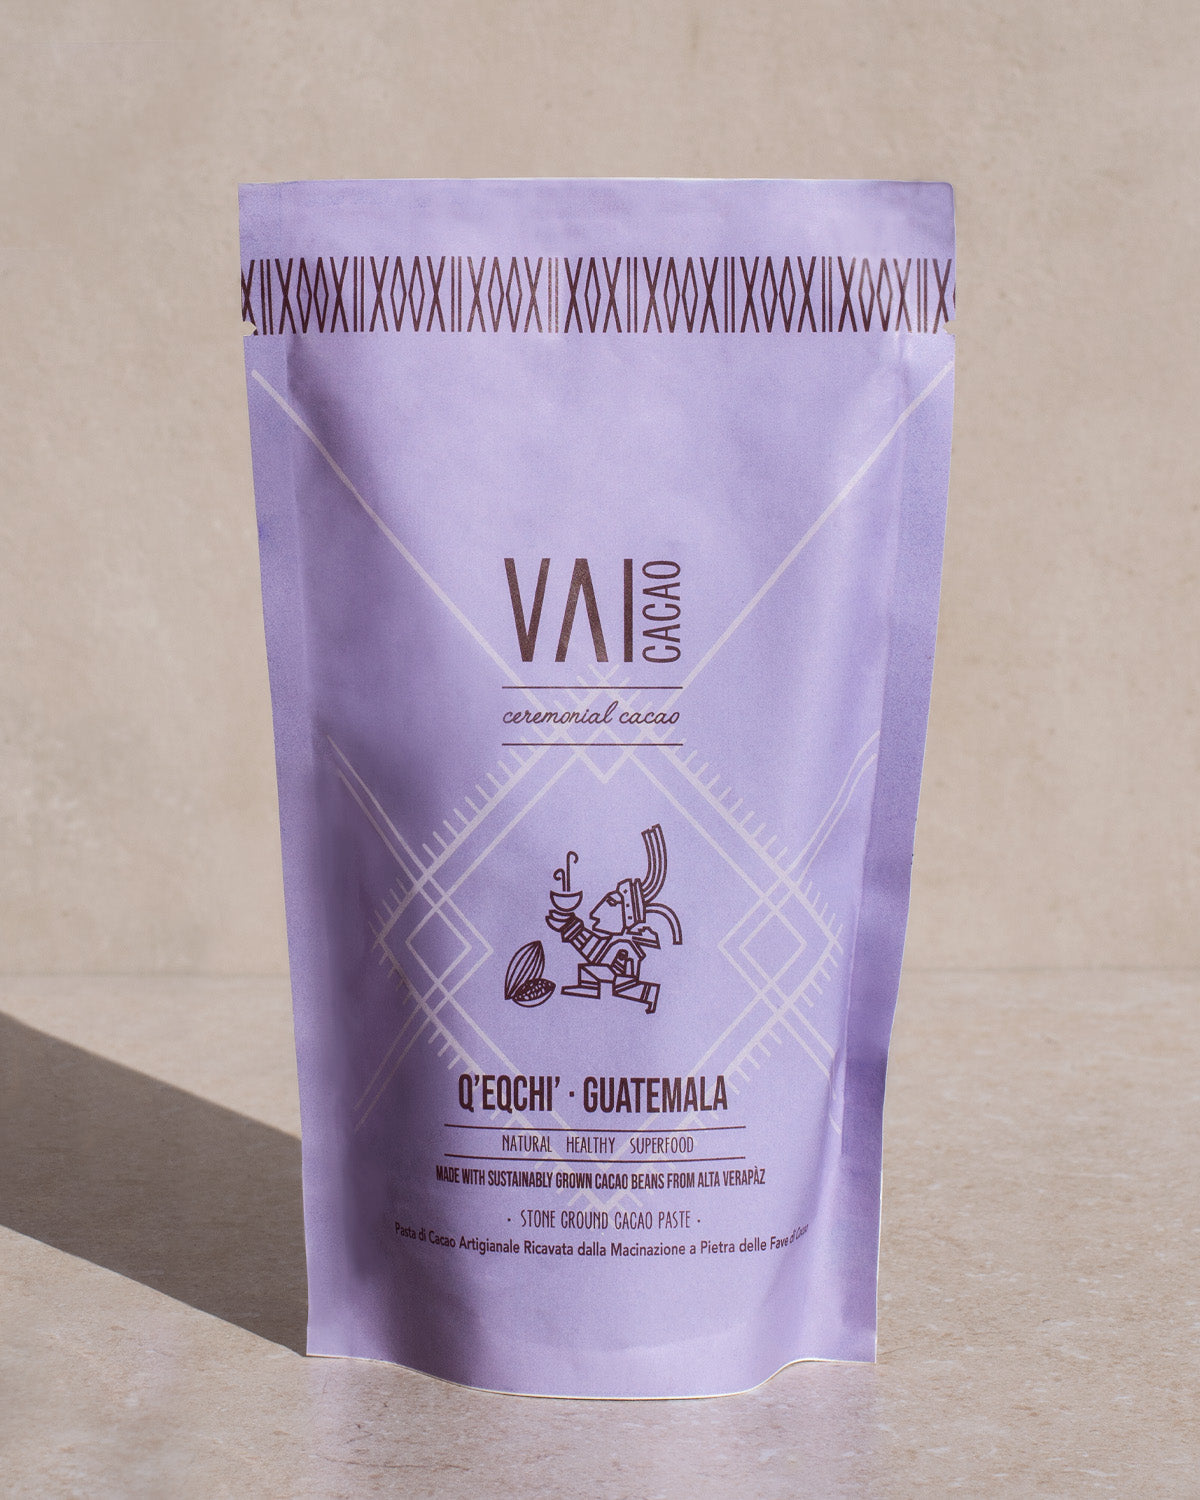 VAI CACAO
ceremonial cacao
Q'EQCHI' · GUATEMALA
NATURAL HEALTHY SUPERFOOD
MADE WITH SUSTAINABLY GROWN CACAO BEANS FROM ALTA VERAPÀZ
· STONE GROUND CACAO PASTE ·
Pasta di Cacao Artigianale Ricavata dalla Macinazione a Pietra delle Fave di Cacao